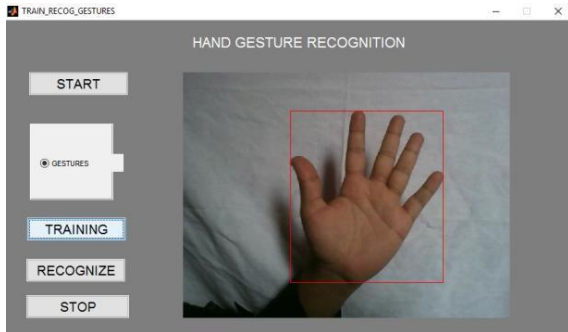 TRAIN_RECOG_GESTURES
HAND GESTURE RECOGNITION
START
GESTURES
TRAINING
RECOGNIZE
STOP